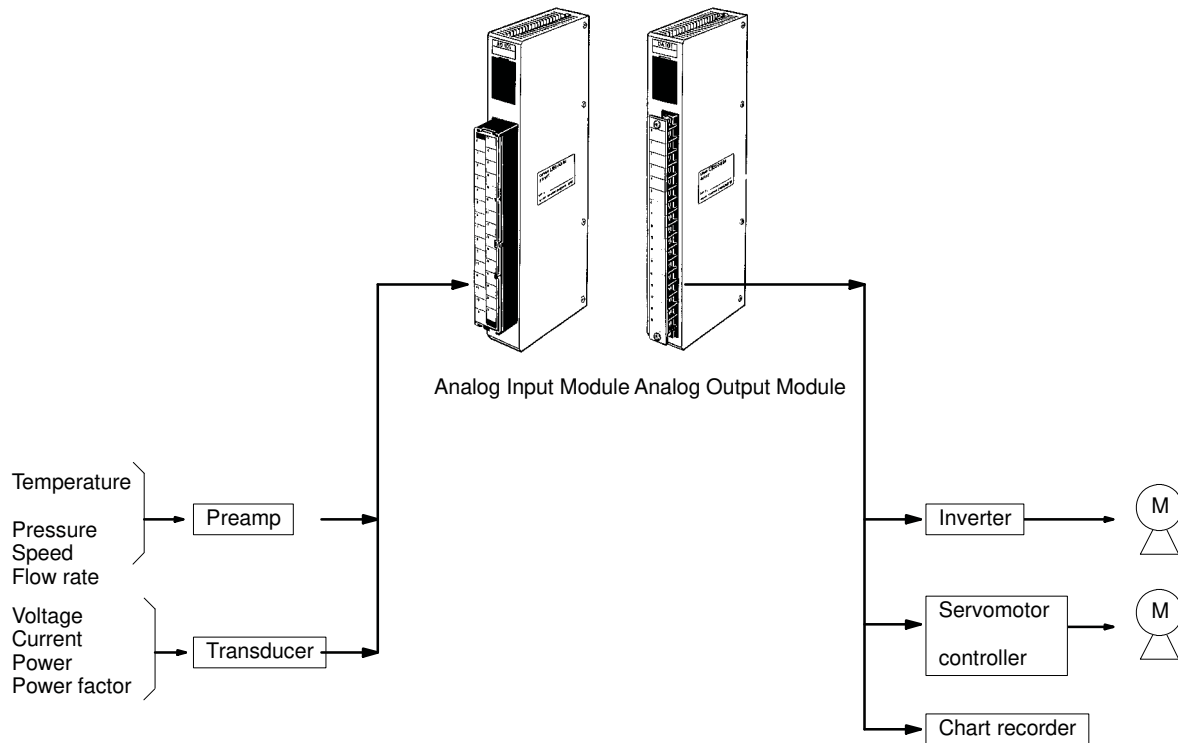 Analog Input Module Analog Output Module
Temperature
Pressure
Speed
Flow rate
Preamp
Voltage
Current
Power
Power factor
Transducer
Inverter
M
Servomotor
controller
M
Chart recorder